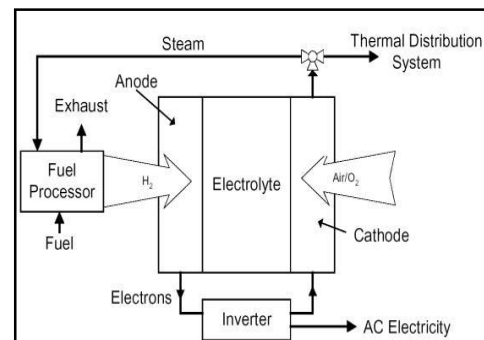 Steam
Thermal Distribution
System
Anode
Exhaust
Fuel
Processor
H2
Electrolyte
Air/O2
Fuel
Cathode
Electrons
Inverter
AC Electricity